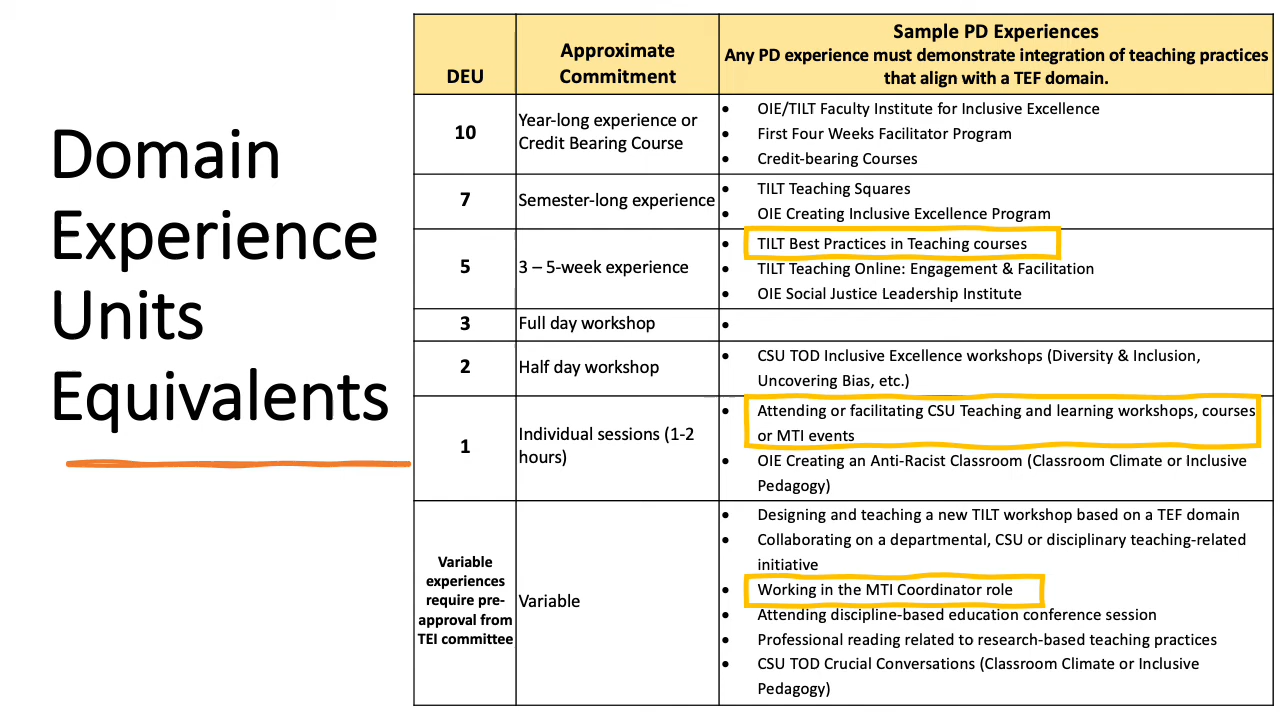 Domain
Experience
Units
Equivalents
DEU
Approximate
Commitment
Sample PD Experiences
Any PD experience must demonstrate integration of teaching practices
that align with a TEF domain.
10
Year-long experience or
Credit Bearing Course
• OIE/TILT Faculty Institute for Inclusive Excellence
• First Four Weeks Facilitator Program
• Credit-bearing Courses
7
Semester-long experience
• TILT Teaching Squares
• OIE Creating Inclusive Excellence Program
5
3 – 5-week experience
• TILT Best Practices in Teaching courses
• TILT Teaching Online: Engagement & Facilitation
• OIE Social Justice Leadership Institute
3
Full day workshop
•
2
Half day workshop
• CSU TOD Inclusive Excellence workshops (Diversity & Inclusion,
Uncovering Bias, etc.)
1
Individual sessions (1-2
hours)
• Attending or facilitating CSU Teaching and learning workshops, courses
or MTI events
• OIE Creating an Anti-Racist Classroom (Classroom Climate or Inclusive
Pedagogy)
Variable
experiences
require pre-
approval from
TEI committee
Variable
• Designing and teaching a new TILT workshop based on a TEF domain
• Collaborating on a departmental, CSU or disciplinary teaching-related
initiative
• Working in the MTI Coordinator role
• Attending discipline-based education conference session
• Professional reading related to research-based teaching practices
• CSU TOD Crucial Conversations (Classroom Climate or Inclusive
Pedagogy)